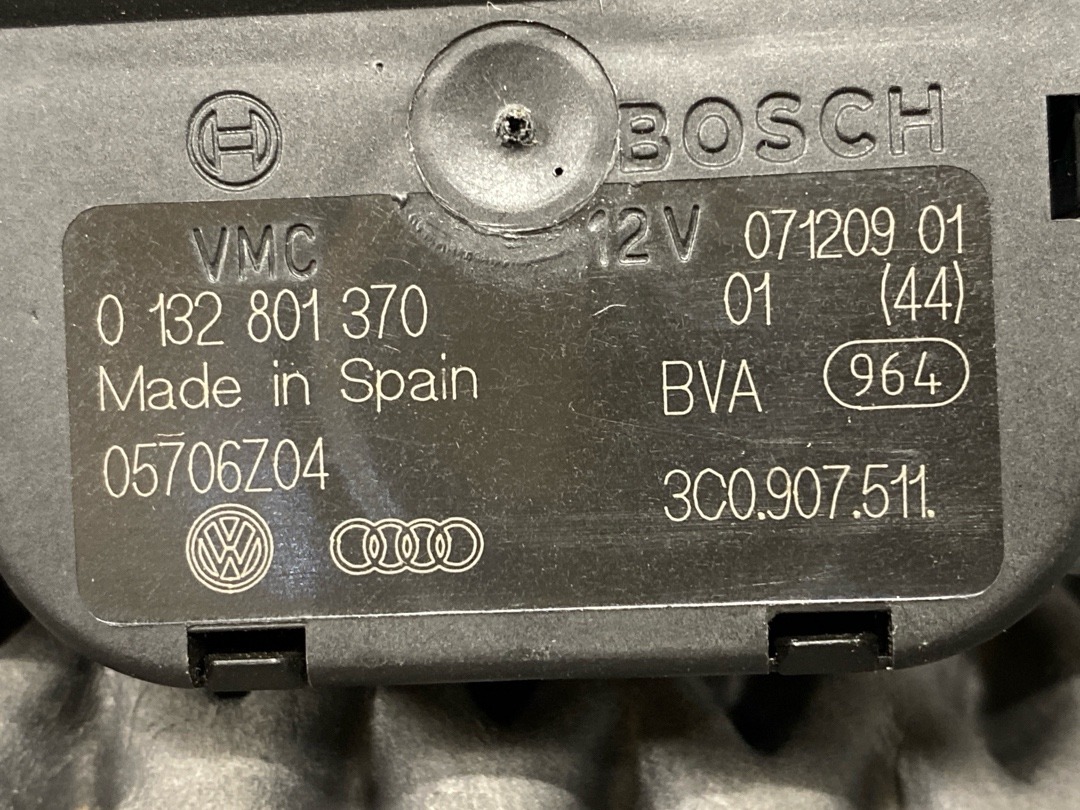 BOSCH
VMC 12V 071209 01
0 132 801 370 01 (44)
Made in Spain BVA 964
05706Z04 3C0.907.511.
VW